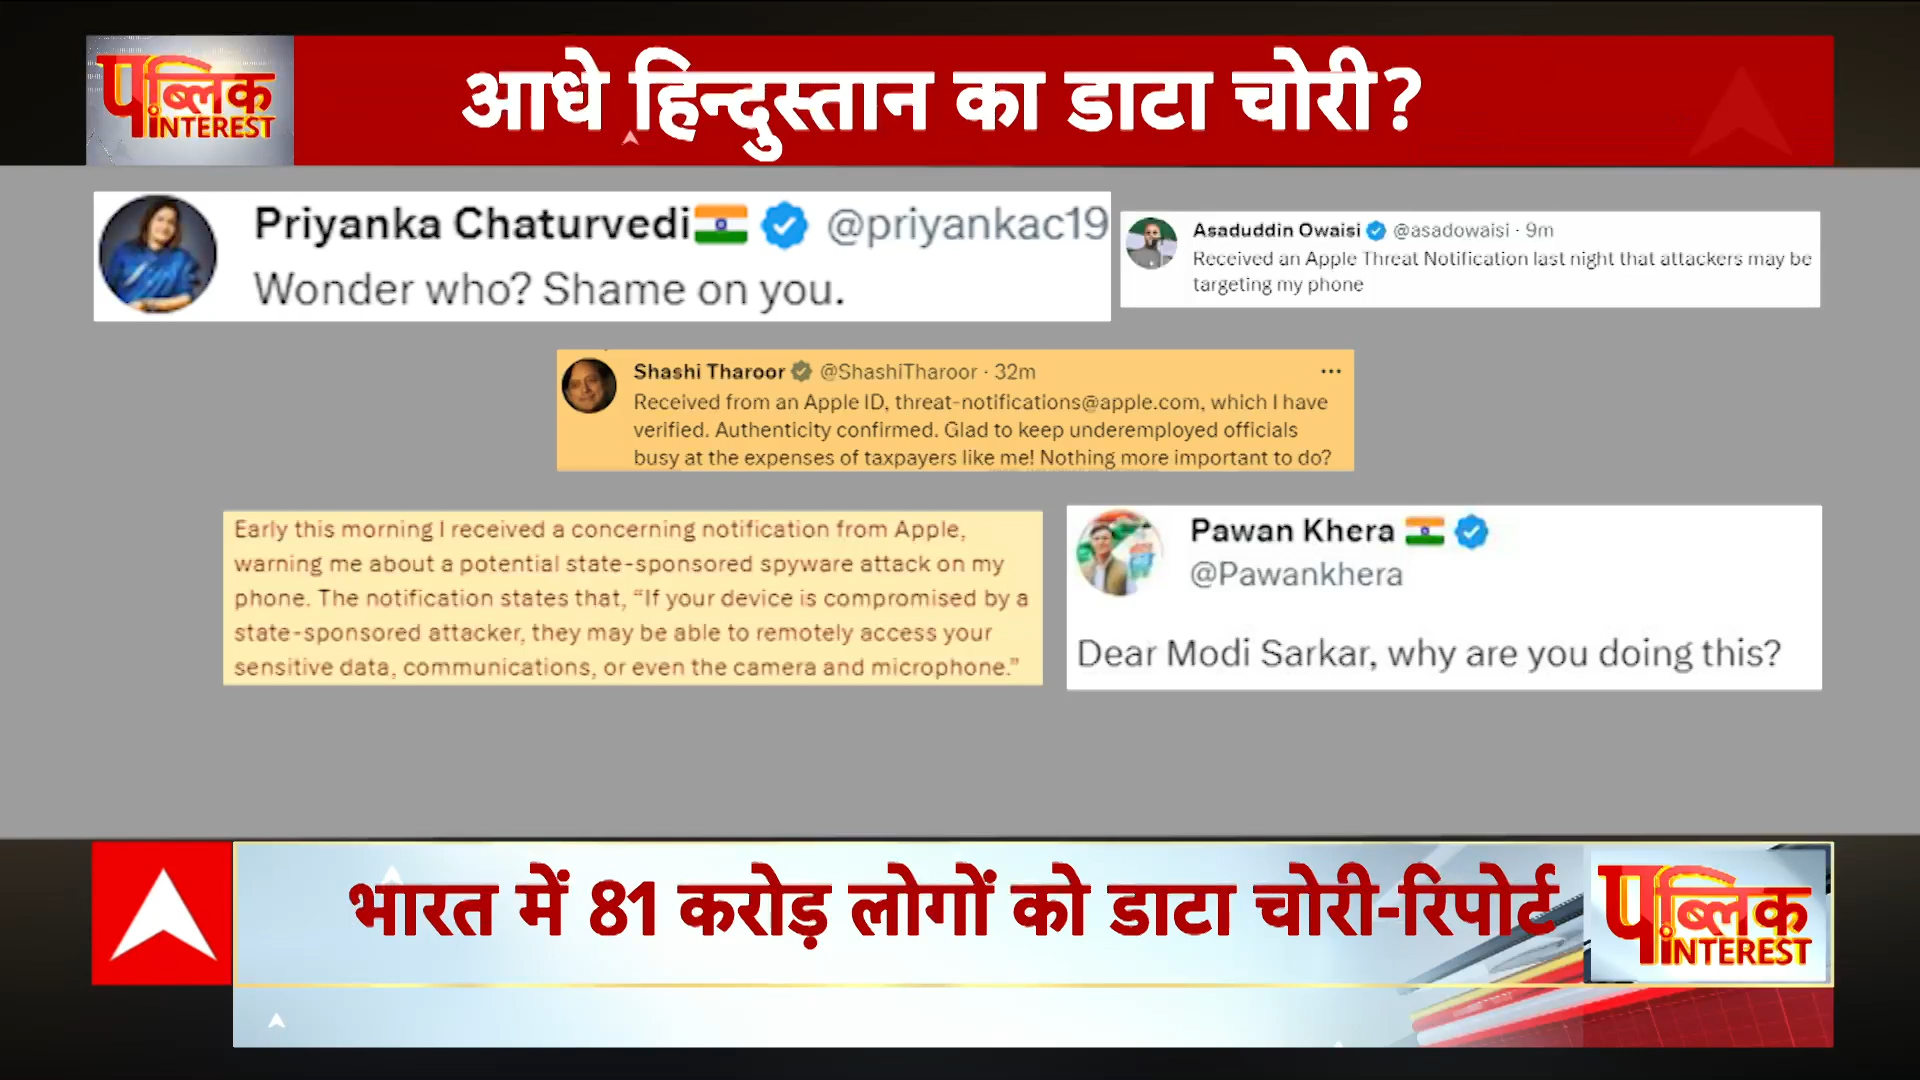 पब्लिक
INTEREST
आधे हिन्दुस्तान का डाटा चोरी?
Priyanka Chaturvedi @priyankac19
Wonder who? Shame on you.
Asaduddin Owaisi @asadowaisi · 9m
Received an Apple Threat Notification last night that attackers may be
targeting my phone
Shashi Tharoor @ShashiTharoor · 32m ...
Received from an Apple ID, threat-notifications@apple.com, which I have
verified. Authenticity confirmed. Glad to keep underemployed officials
busy at the expenses of taxpayers like me! Nothing more important to do?
Early this morning I received a concerning notification from Apple,
warning me about a potential state-sponsored spyware attack on my
phone. The notification states that, “If your device is compromised by a
state-sponsored attacker, they may be able to remotely access your
sensitive data, communications, or even the camera and microphone.”
Pawan Khera
@Pawankhera
Dear Modi Sarkar, why are you doing this?
भारत में 81 करोड़ लोगों को डाटा चोरी-रिपोर्ट
पब्लिक
INTEREST